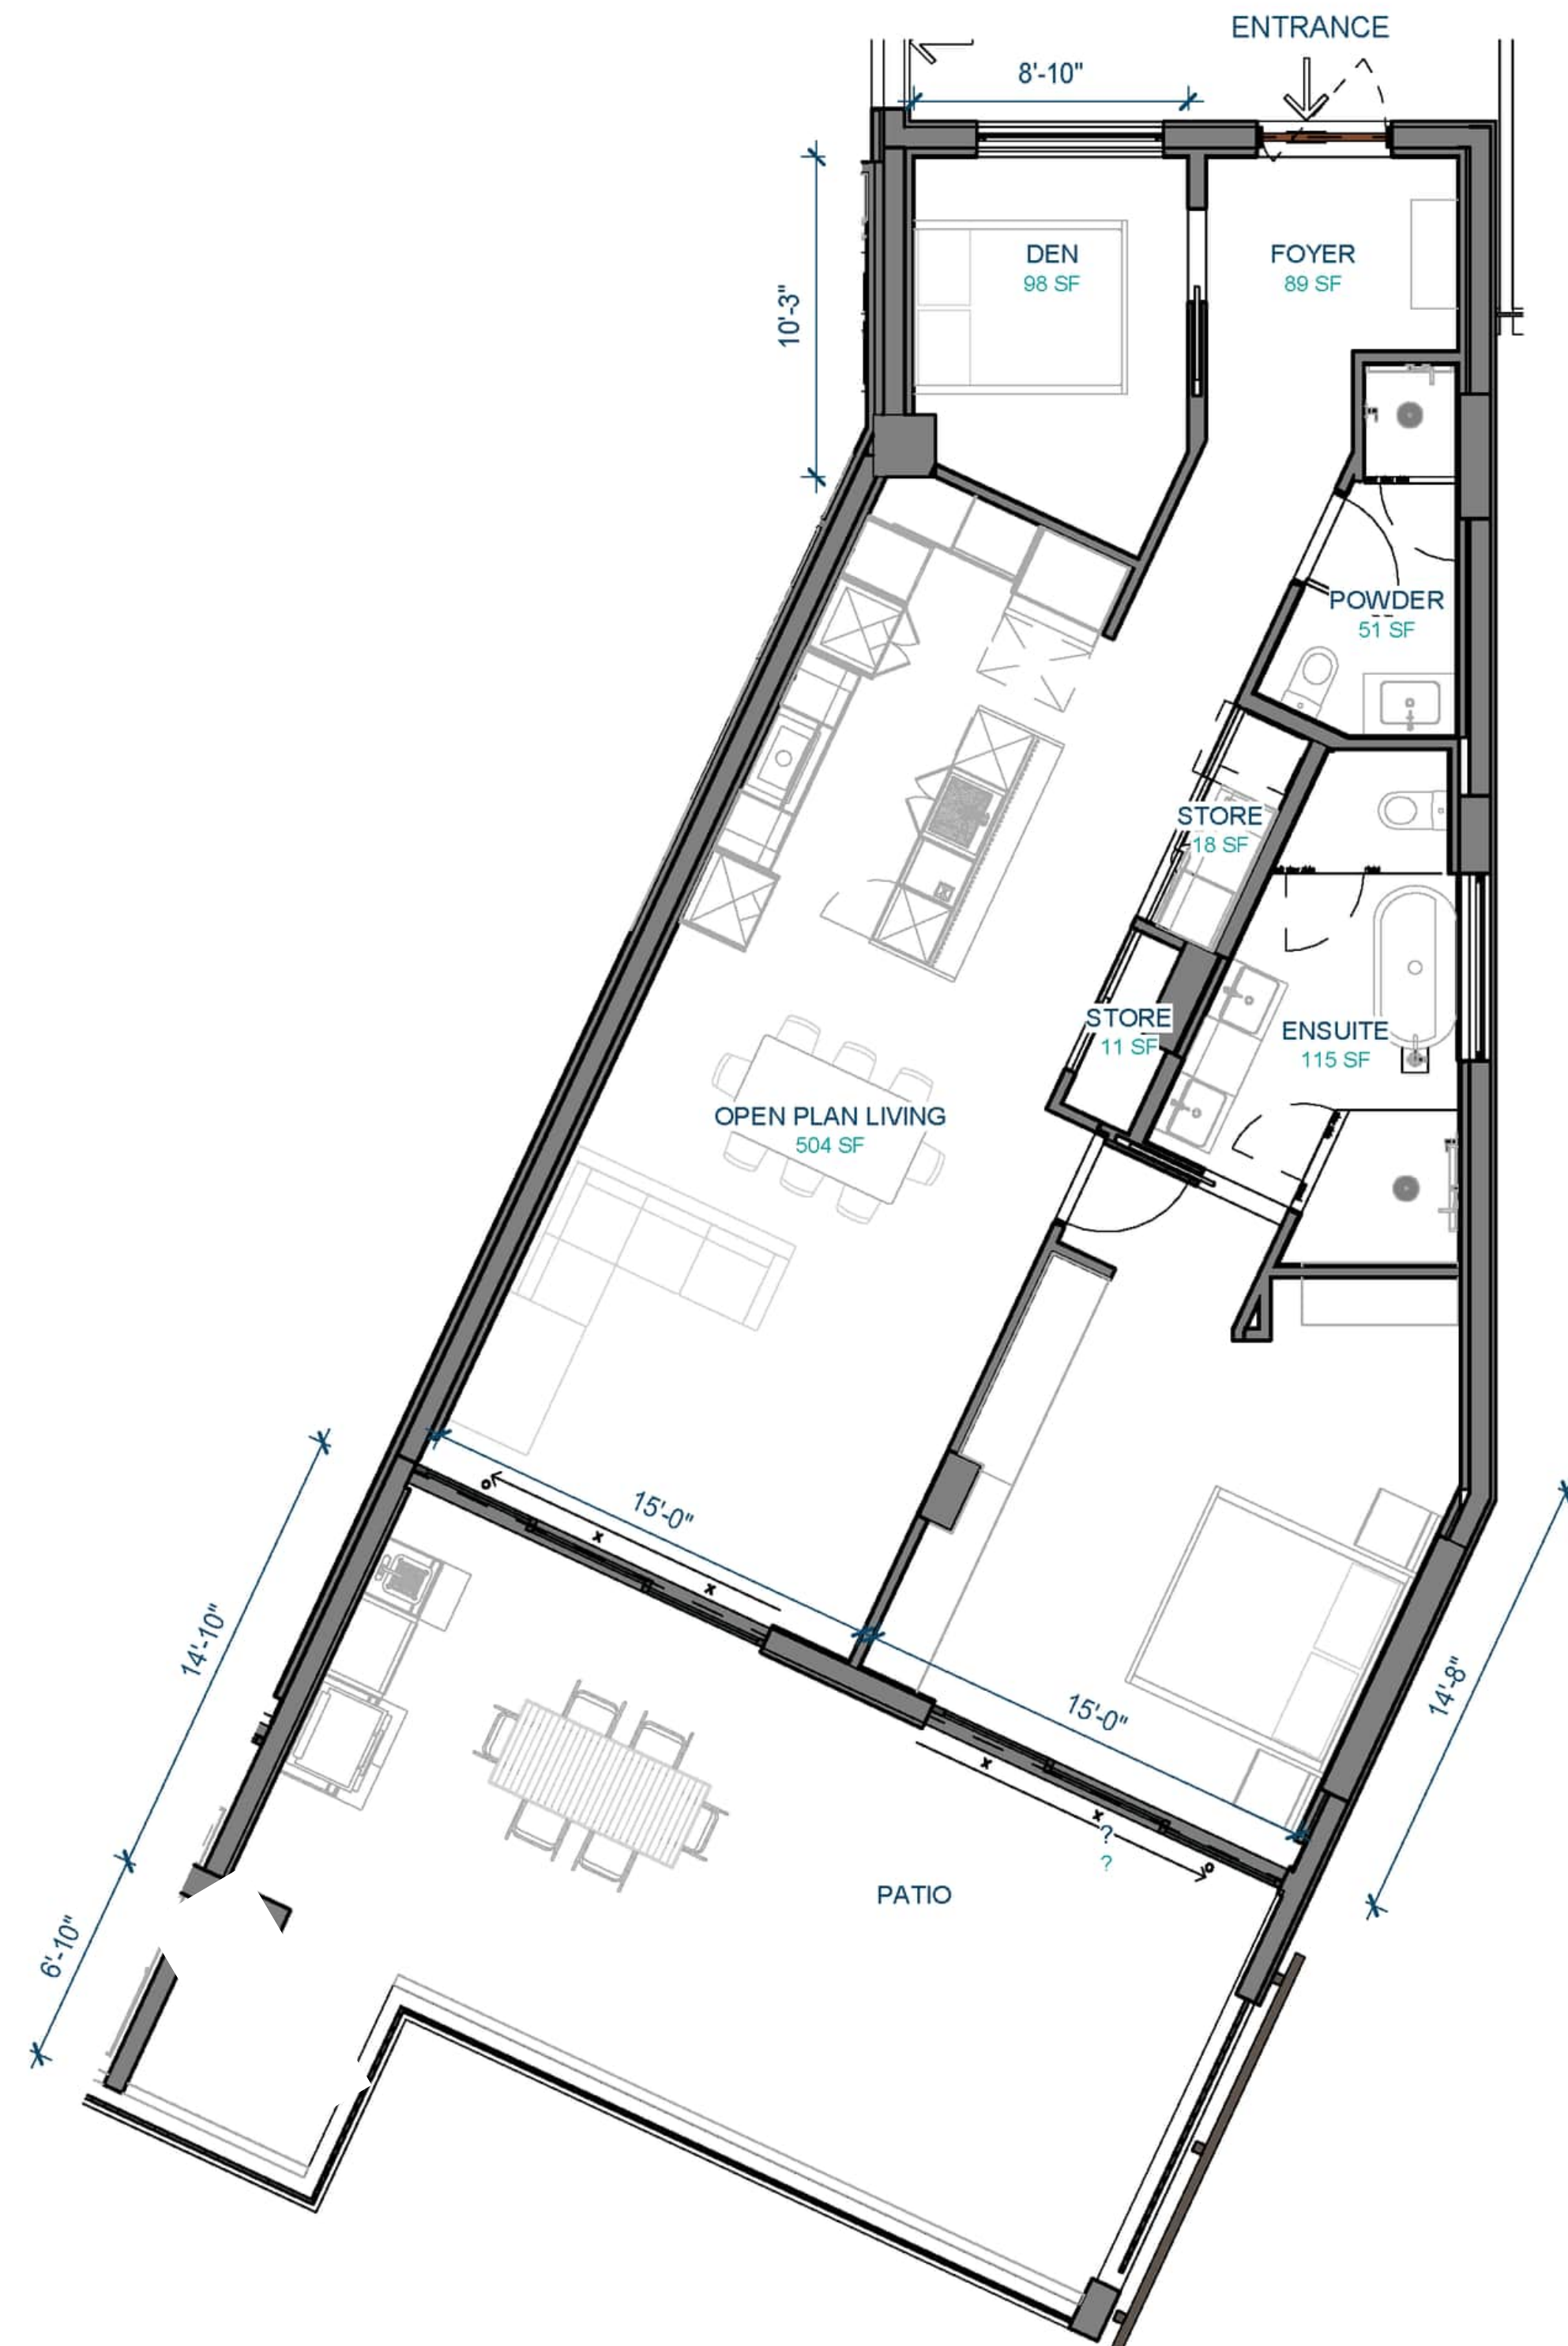 ENTRANCE
8'-10"
10'-3"
DEN
98 SF
FOYER
89 SF
POWDER
51 SF
STORE
18 SF
STORE
11 SF
ENSUITE
115 SF
OPEN PLAN LIVING
504 SF
15'-0"
15'-0"
14'-10"
14'-8"
6'-10"
?
?
PATIO